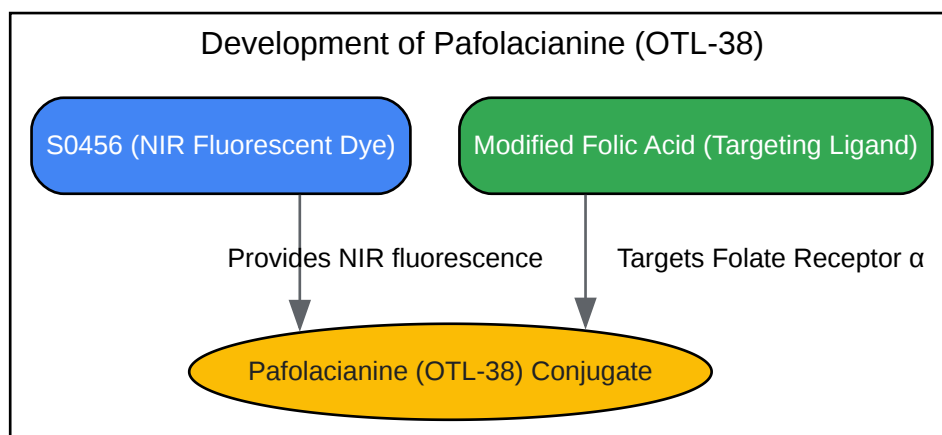 Development of Pafolacianine (OTL-38)
S0456 (NIR Fluorescent Dye)
Modified Folic Acid (Targeting Ligand)
Provides NIR fluorescence
Targets Folate Receptor α
Pafolacianine (OTL-38) Conjugate